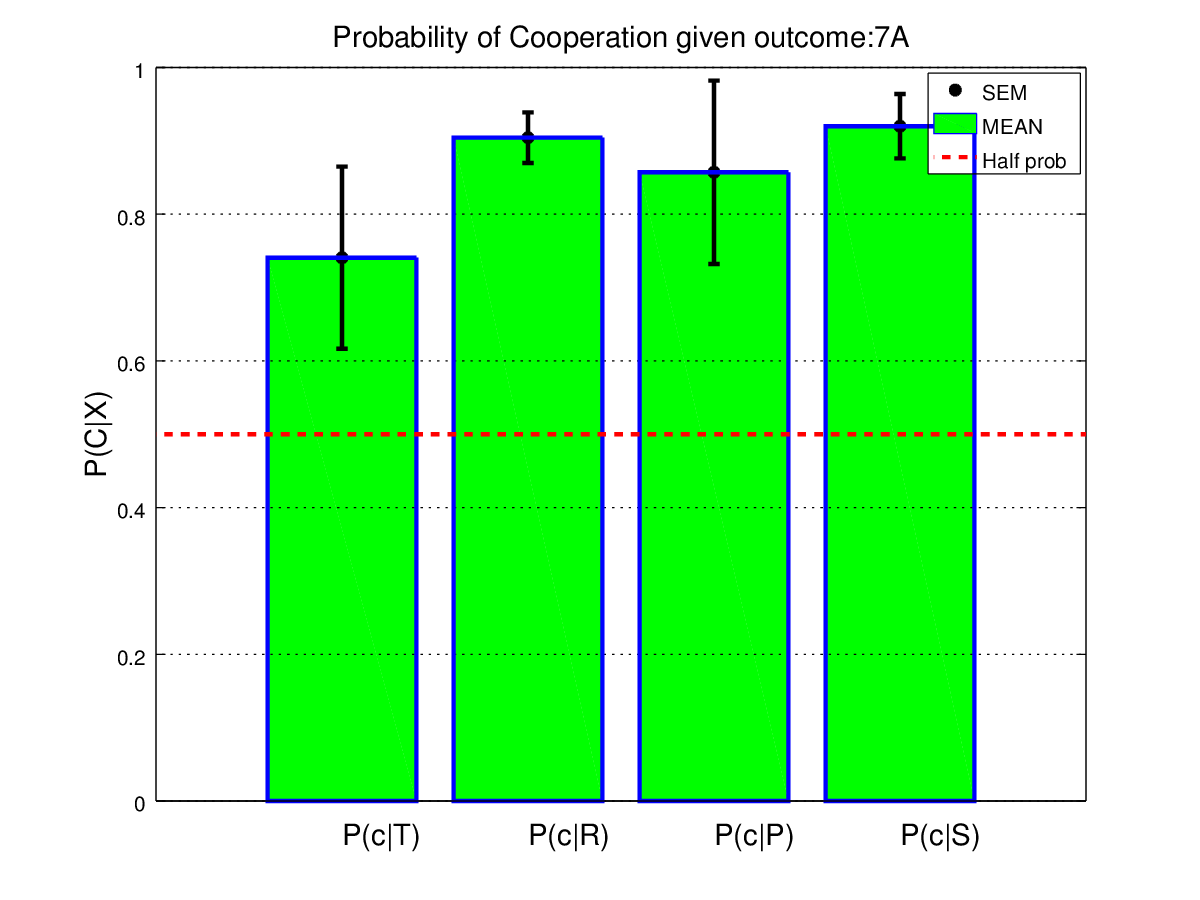 Probability of Cooperation given outcome:7A
1
0.8
0.6
0.4
0.2
0
P(C|X)
SEM
MEAN
Half prob
P(c|T) P(c|R) P(c|P) P(c|S)